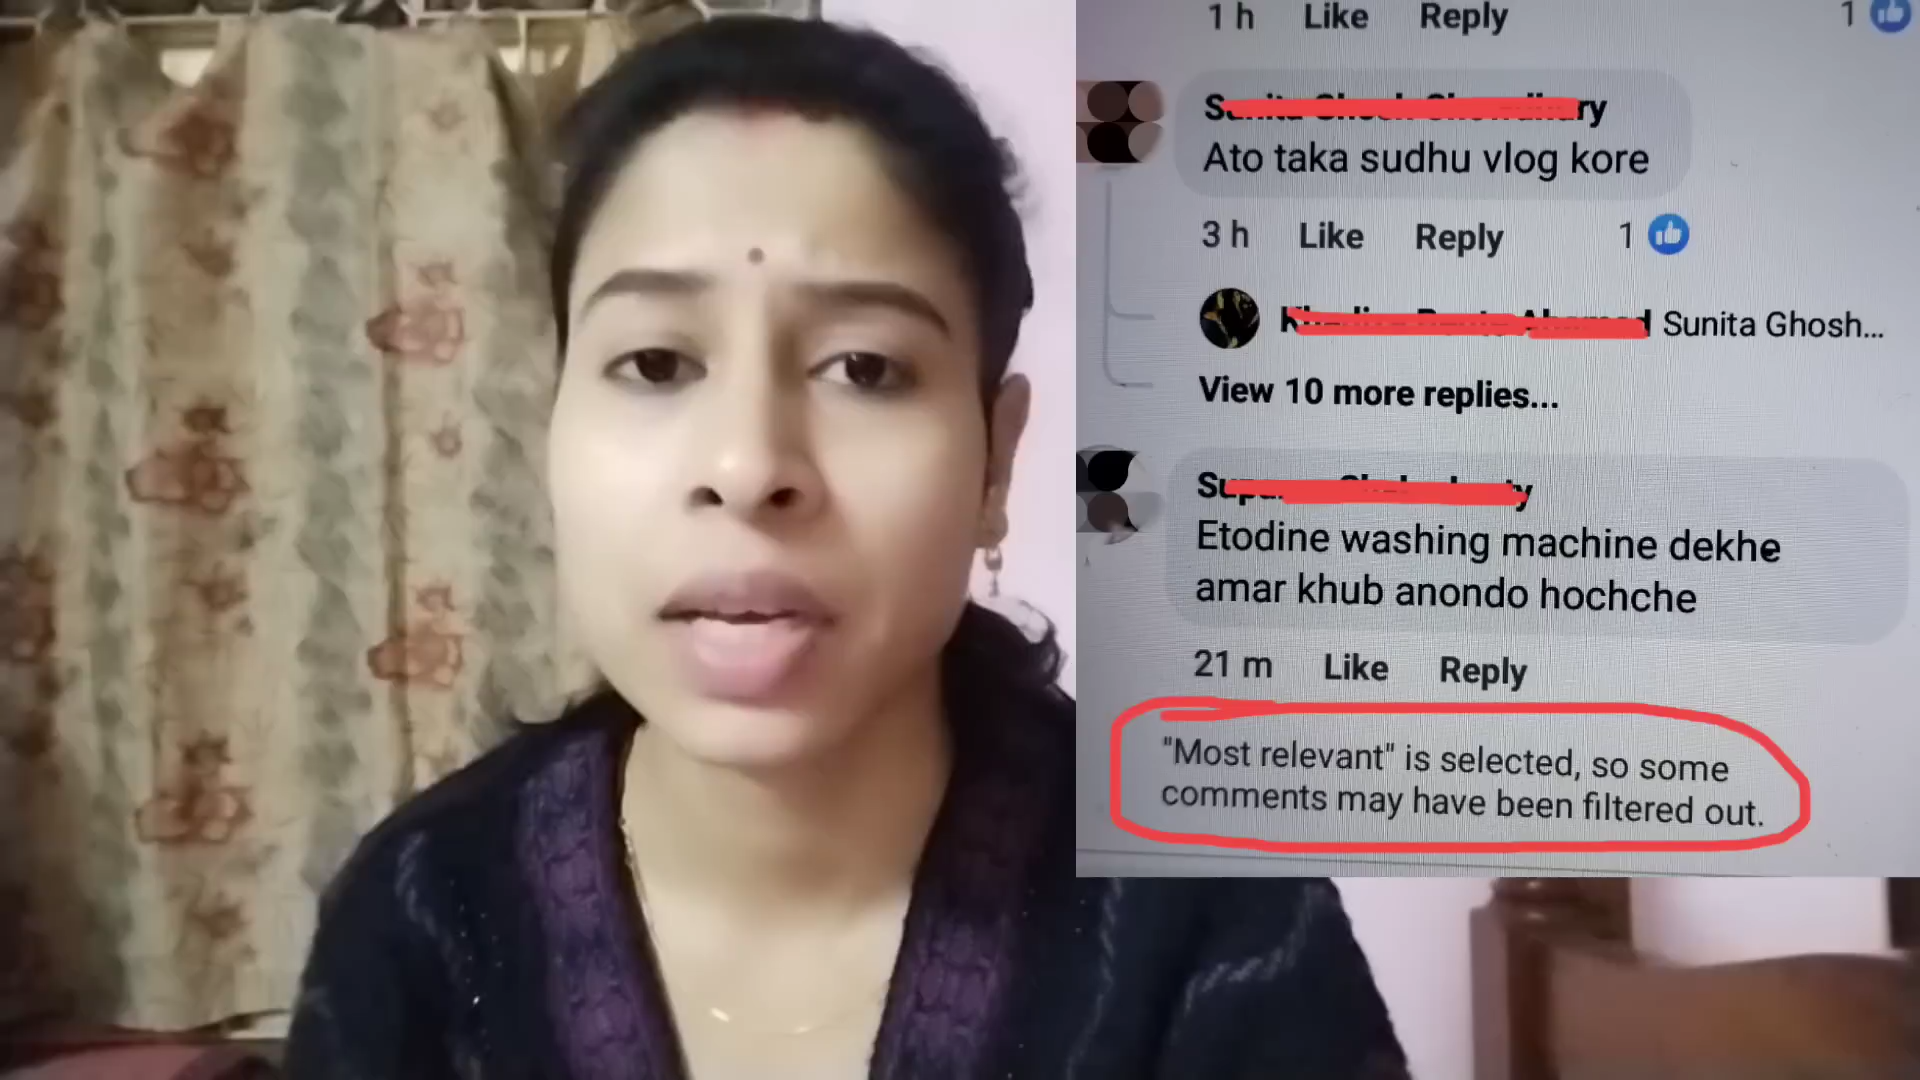 1 h Like Reply 1
Ato taka sudhu vlog kore
3 h Like Reply 1
Sunita Ghosh...
View 10 more replies...
Etodine washing machine dekhe
amar khub anondo hochche
21 m Like Reply
"Most relevant" is selected, so some
comments may have been filtered out.